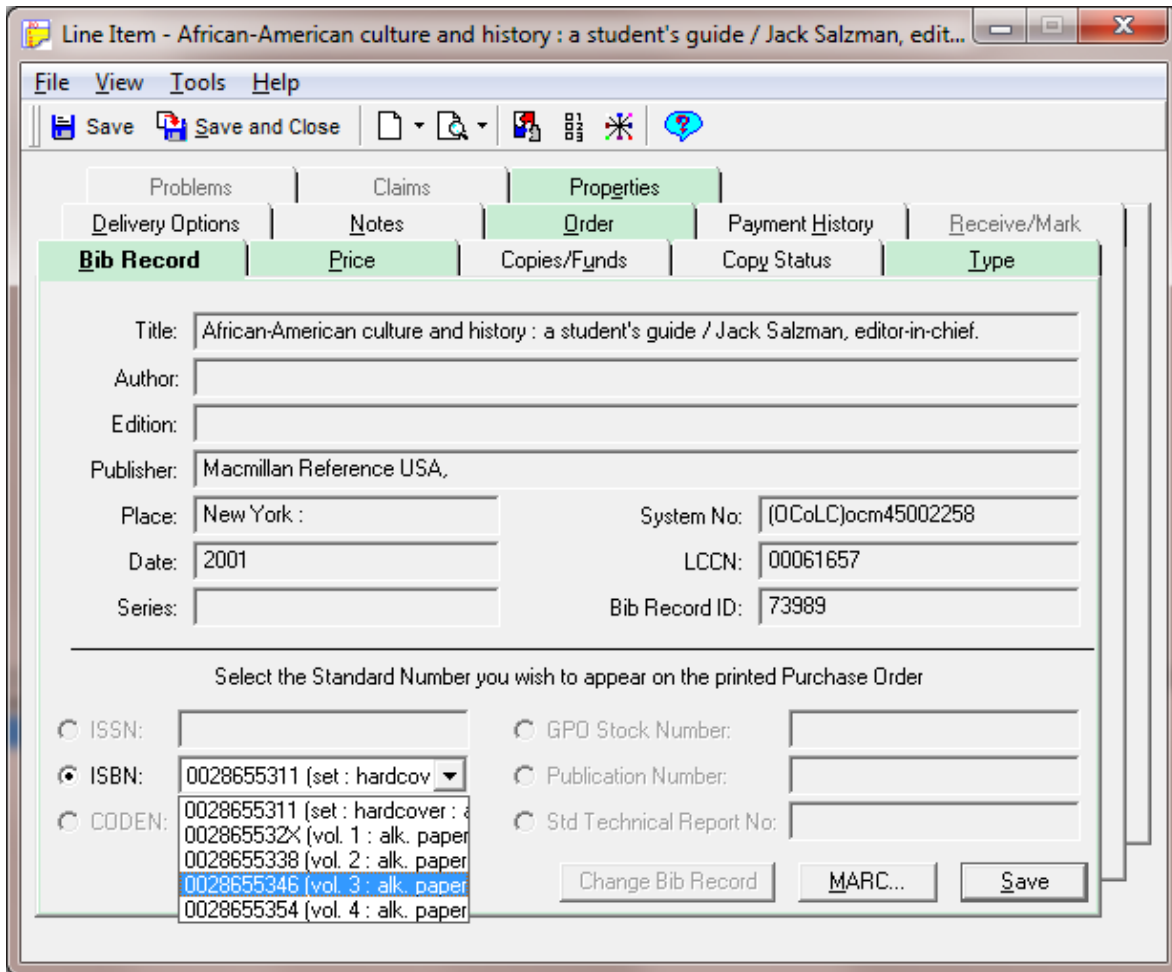 Line Item - African-American culture and history : a student's guide / Jack Salzman, edit...
File View Tools Help
Save Save and Close
Problems Claims Properties
Delivery Options Notes Order Payment History Receive/Mark
Bib Record Price Copies/Funds Copy Status Type
Title: African-American culture and history : a student's guide / Jack Salzman, editor-in-chief.
Author:
Edition:
Publisher: Macmillan Reference USA,
Place: New York : System No: (OCoLC)ocm45002258
Date: 2001 LCCN: 00061657
Series: Bib Record ID: 73989
Select the Standard Number you wish to appear on the printed Purchase Order
ISSN: GPO Stock Number:
ISBN: 0028655311 (set : hardcov Publication Number:
CODEN: Std Technical Report No:
0028655311 (set : hardcover : a
002865532X (vol. 1 : alk. paper
0028655338 (vol. 2 : alk. paper
0028655346 (vol. 3 : alk. paper
0028655354 (vol. 4 : alk. paper
Change Bib Record MARC... Save